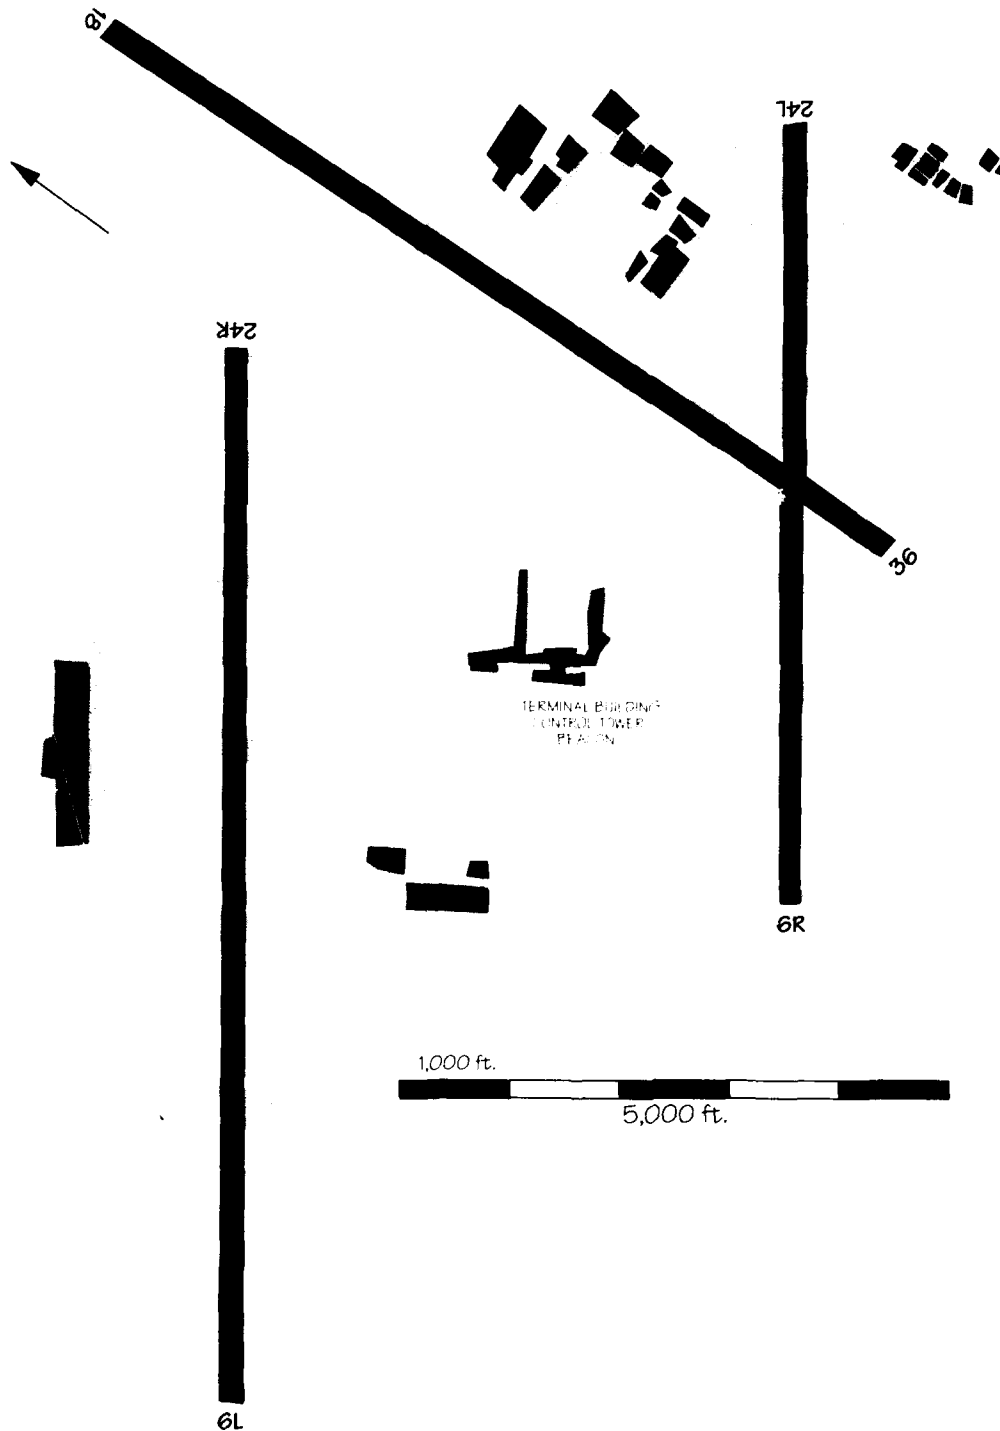 18
24L
24R
36
TERMINAL BUILDING
CONTROL TOWER
BEACON
6R
1,000 ft.
5,000 ft.
6L